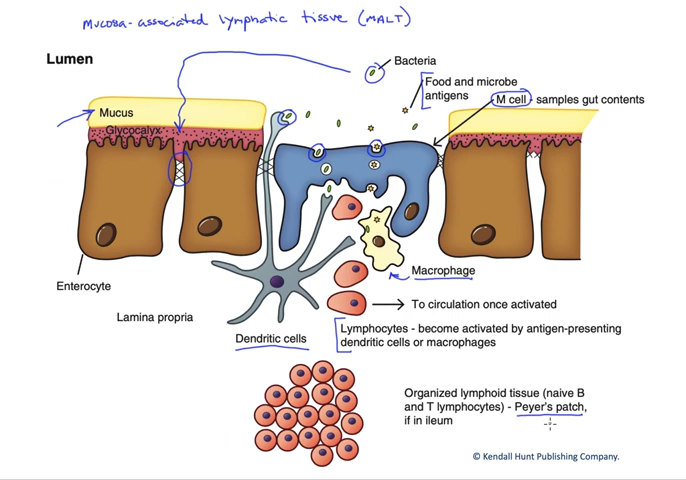 Mucosa-associated lymphatic tissue (MALT)
Lumen
Bacteria
Food and microbe
antigens
M cell - samples gut contents
Mucus
Glycocalyx
Macrophage
Enterocyte
To circulation once activated
Lamina propria
Lymphocytes - become activated by antigen-presenting
dendritic cells or macrophages
Dendritic cells
Organized lymphoid tissue (naive B
and T lymphocytes) - Peyer's patch,
if in ileum
© Kendall Hunt Publishing Company.